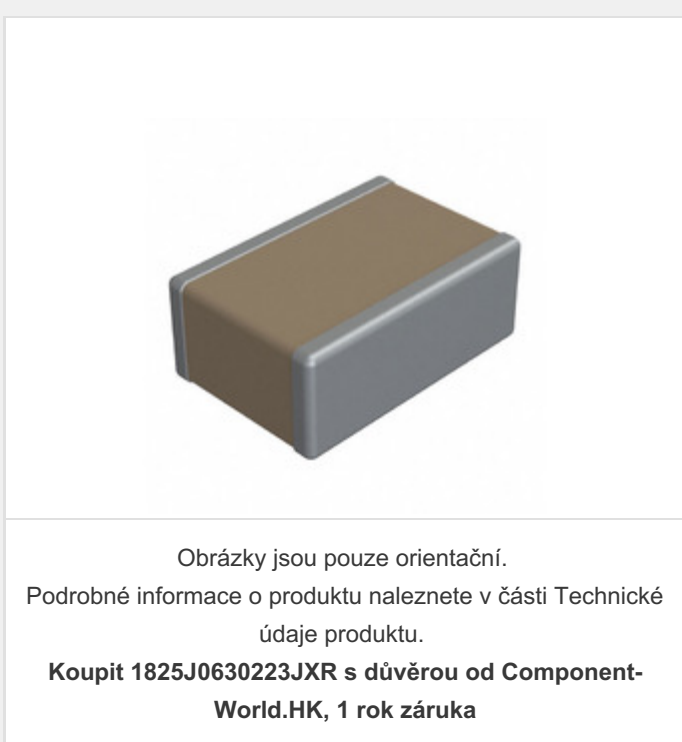 Obrázky jsou pouze orientační.
Podrobné informace o produktu naleznete v části Technické
údaje produktu.
Koupit 1825J0630223JXR s důvěrou od Component-
World.HK, 1 rok záruka